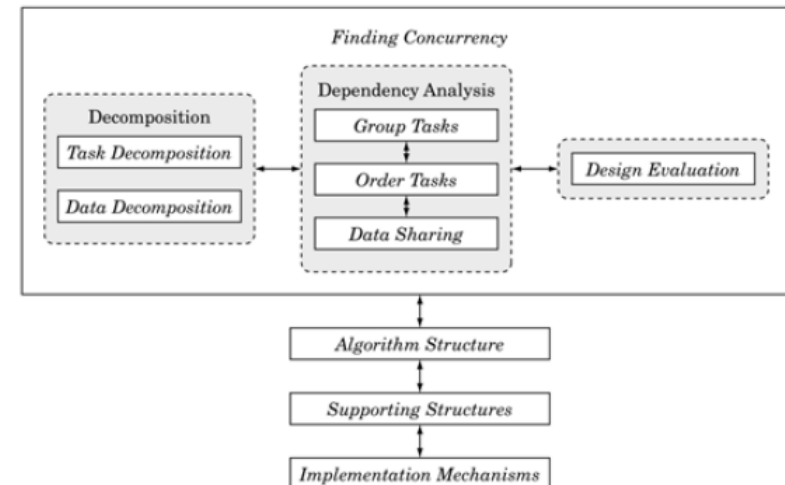 Finding Concurrency
Decomposition
Task Decomposition
Data Decomposition
Dependency Analysis
Group Tasks
Order Tasks
Data Sharing
Design Evaluation
Algorithm Structure
Supporting Structures
Implementation Mechanisms